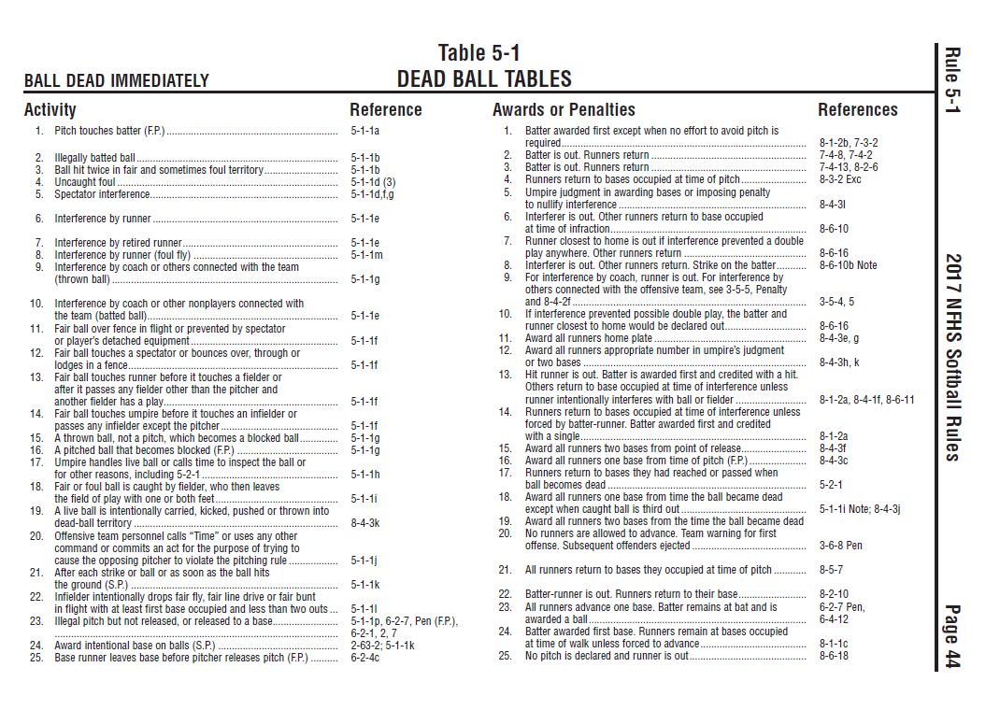 Table 5-1
BALL DEAD IMMEDIATELY
DEAD BALL TABLES
Activity Reference
1. Pitch touches batter (F.P.) 5-1-1a
2. Illegally batted ball 5-1-1b
3. Ball hit twice in fair and sometimes foul territory 5-1-1b
4. Uncaught foul 5-1-1d (3)
5. Spectator interference 5-1-1d,f,g
6. Interference by runner 5-1-1e
7. Interference by retired runner 5-1-1e
8. Interference by runner (foul fly) 5-1-1m
9. Interference by coach or others connected with the team
(thrown ball) 5-1-1g
10. Interference by coach or other nonplayers connected with
the team (batted ball) 5-1-1e
11. Fair ball over fence in flight or prevented by spectator
or player's detached equipment 5-1-1f
12. Fair ball touches a spectator or bounces over, through or
lodges in a fence 5-1-1f
13. Fair ball touches runner before it touches a fielder or
after it passes any fielder other than the pitcher and
another fielder has a play 5-1-1f
14. Fair ball touches umpire before it touches an infielder or
passes any infielder except the pitcher 5-1-1f
15. A thrown ball, not a pitch, which becomes a blocked ball 5-1-1g
16. A pitched ball that becomes blocked (F.P.) 5-1-1g
17. Umpire handles live ball or calls time to inspect the ball or
for other reasons, including 5-2-1 5-1-1h
18. Fair or foul ball is caught by fielder, who then leaves
the field of play with one or both feet 5-1-1i
19. A live ball is intentionally carried, kicked, pushed or thrown into
dead-ball territory 8-4-3k
20. Offensive team personnel calls “Time” or uses any other
command or commits an act for the purpose of trying to
cause the opposing pitcher to violate the pitching rule 5-1-1j
21. After each strike or ball or as soon as the ball hits
the ground (S.P.) 5-1-1k
22. Infielder intentionally drops fair fly, fair line drive or fair bunt
in flight with at least first base occupied and less than two outs 5-1-1l
23. Illegal pitch but not released, or released to a base 5-1-1p, 6-2-7, Pen (F.P.),
6-2-1, 2, 7
24. Award intentional base on balls (S.P.) 2-63-2; 5-1-1k
25. Base runner leaves base before pitcher releases pitch (F.P.) 6-2-4c
Awards or Penalties References
1. Batter awarded first except when no effort to avoid pitch is
required 8-1-2b, 7-3-2
2. Batter is out. Runners return 7-4-8, 7-4-2
3. Batter is out. Runners return 7-4-13, 8-2-6
4. Runners return to bases occupied at time of pitch 8-3-2 Exc
5. Umpire judgment in awarding bases or imposing penalty
to nullify interference 8-4-3l
6. Interferer is out. Other runners return to base occupied
at time of infraction 8-6-10
7. Runner closest to home is out if interference prevented a double
play anywhere. Other runners return 8-6-16
8. Interferer is out. Other runners return. Strike on the batter 8-6-10b Note
9. For interference by coach, runner is out. For interference by
others connected with the offensive team, see 3-5-5, Penalty
and 8-4-2f 3-5-4, 5
10. If interference prevented possible double play, the batter and
runner closest to home would be declared out 8-6-16
11. Award all runners home plate 8-4-3e, g
12. Award all runners appropriate number in umpire's judgment
or two bases 8-4-3h, k
13. Hit runner is out. Batter is awarded first and credited with a hit.
Others return to base occupied at time of interference unless
runner intentionally interferes with ball or fielder 8-1-2a, 8-4-1f, 8-6-11
14. Runners return to bases occupied at time of interference unless
forced by batter-runner. Batter awarded first and credited
with a single 8-1-2a
15. Award all runners two bases from point of release 8-4-3f
16. Award all runners one base from time of pitch (F.P.) 8-4-3c
17. Runners return to bases they had reached or passed when
ball becomes dead 5-2-1
18. Award all runners one base from time the ball became dead
except when caught ball is third out 5-1-1i Note; 8-4-3j
19. Award all runners two bases from the time the ball became dead
20. No runners are allowed to advance. Team warning for first
offense. Subsequent offenders ejected 3-6-8 Pen
21. All runners return to bases they occupied at time of pitch 8-5-7
22. Batter-runner is out. Runners return to their base 8-2-10
23. All runners advance one base. Batter remains at bat and is 6-2-7 Pen,
awarded a ball 6-4-12
24. Batter awarded first base. Runners remain at bases occupied
at time of walk unless forced to advance 8-1-1c
25. No pitch is declared and runner is out 8-6-18
Rule 5-1
2017 NFHS Softball Rules
Page 44